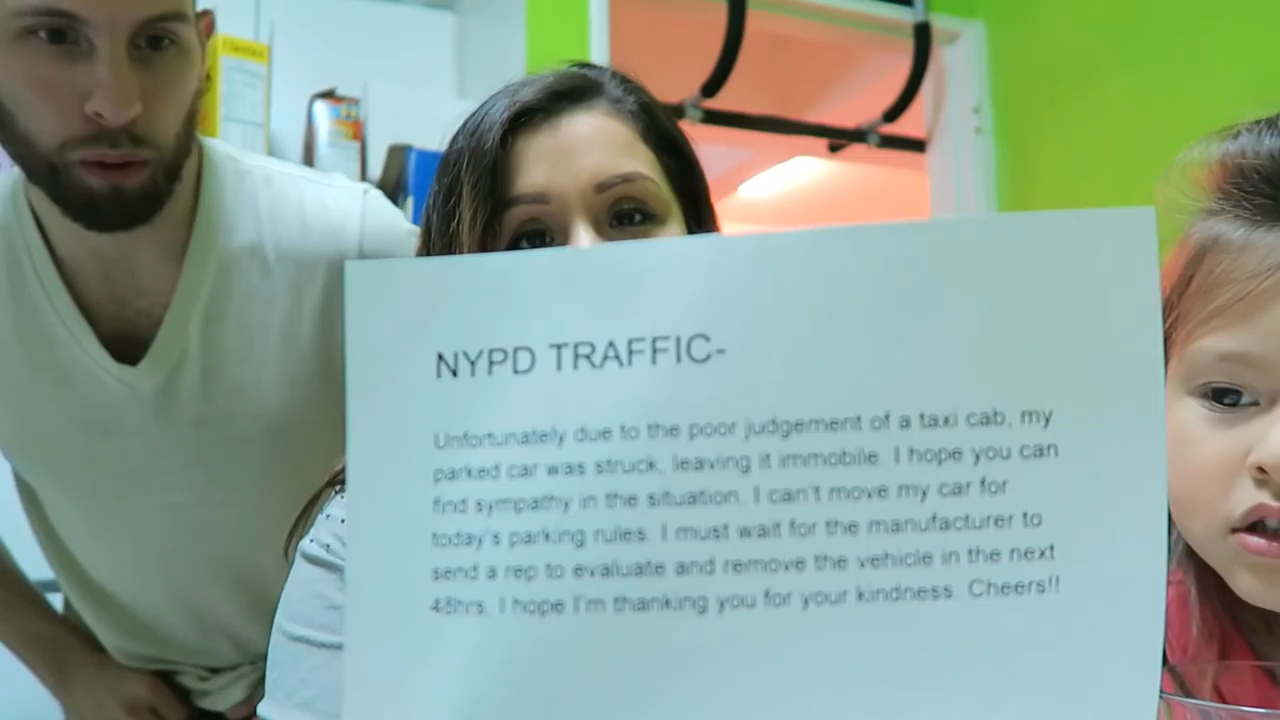 NYPD TRAFFIC-
Unfortunately due to the poor judgement of a taxi cab, my
parked car was struck, leaving it immobile. I hope you can
find sympathy in the situation. I can't move my car for
today's parking rules. I must wait for the manufacturer to
send a rep to evaluate and remove the vehicle in the next
48hrs. I hope I'm thanking you for your kindness. Cheers!!